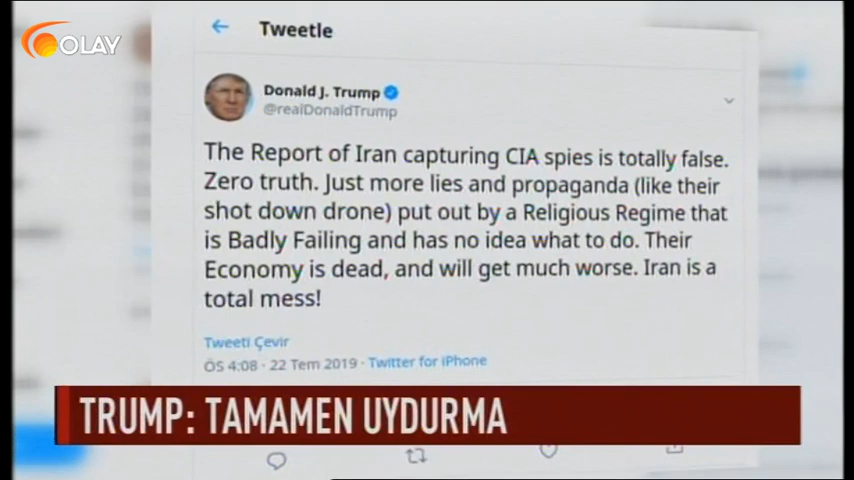 OLAY
Tweetle
Donald J. Trump
@realDonaldTrump
The Report of Iran capturing CIA spies is totally false.
Zero truth. Just more lies and propaganda (like their
shot down drone) put out by a Religious Regime that
is Badly Failing and has no idea what to do. Their
Economy is dead, and will get much worse. Iran is a
total mess!
Tweeti Çevir
ÖS 4:08 · 22 Tem 2019 · Twitter for iPhone
TRUMP: TAMAMEN UYDURMA